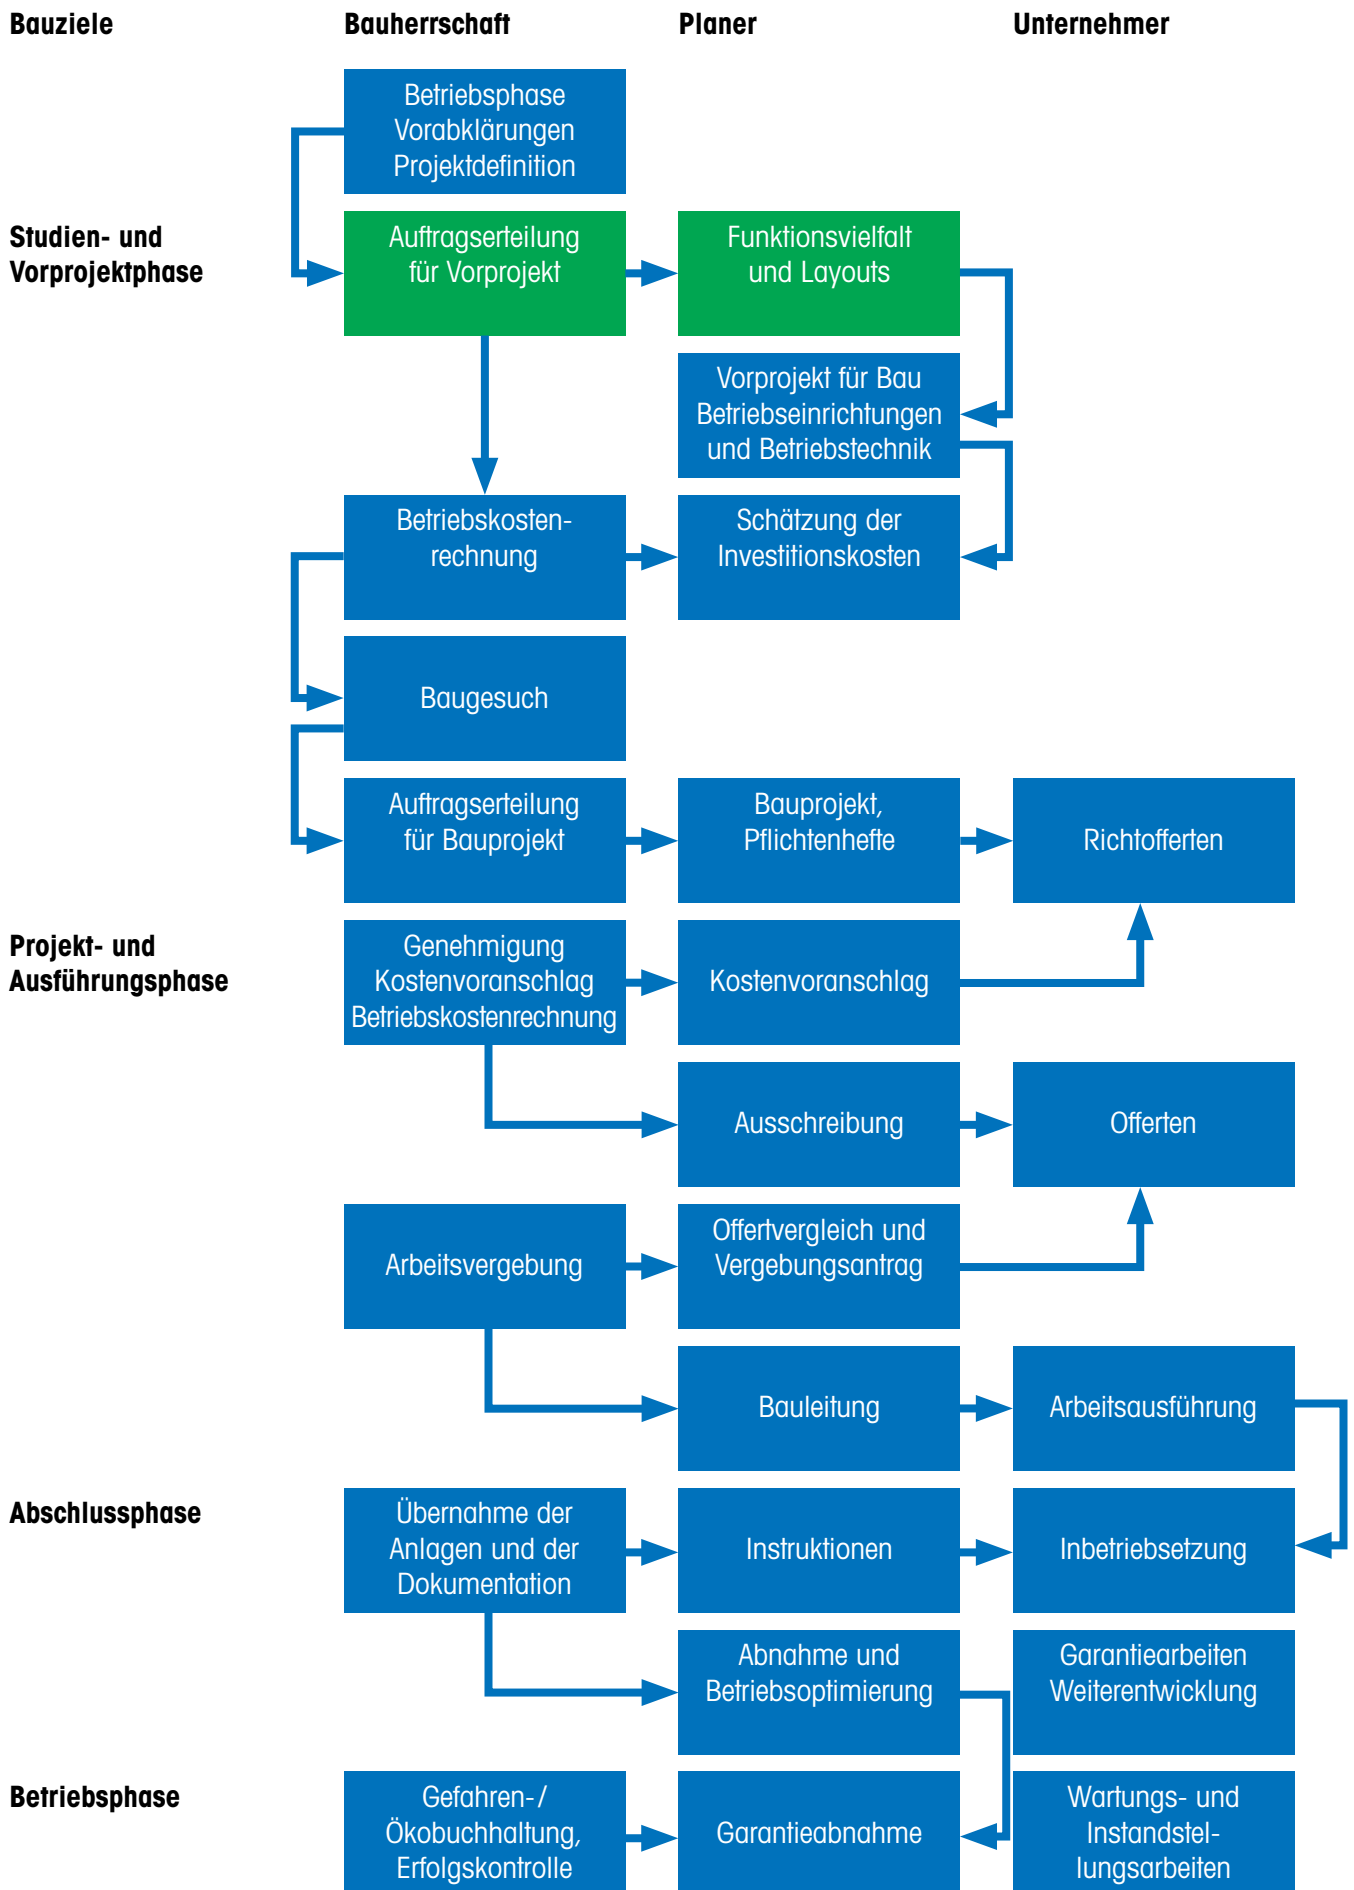 Bauziele
Bauherrschaft
Planer
Unternehmer
Betriebsphase
Vorabklärungen
Projektdefinition
Studien- und
Vorprojektphase
Auftragserteilung
für Vorprojekt
Funktionsvielfalt
und Layouts
Vorprojekt für Bau
Betriebseinrichtungen
und Betriebstechnik
Betriebskosten-
rechnung
Schätzung der
Investitionskosten
Baugesuch
Auftragserteilung
für Bauprojekt
Bauprojekt,
Pflichtenhefte
Richtofferten
Projekt- und
Ausführungsphase
Genehmigung
Kostenvoranschlag
Betriebskostenrechnung
Kostenvoranschlag
Ausschreibung
Offerten
Arbeitsvergebung
Offertvergleich und
Vergebungsantrag
Bauleitung
Arbeitsausführung
Abschlussphase
Übernahme der
Anlagen und der
Dokumentation
Instruktionen
Inbetriebsetzung
Abnahme und
Betriebsoptimierung
Garantiearbeiten
Weiterentwicklung
Betriebsphase
Gefahren-/
Ökobuchhaltung,
Erfolgskontrolle
Garantieabnahme
Wartungs- und
Instandstel-
lungsarbeiten